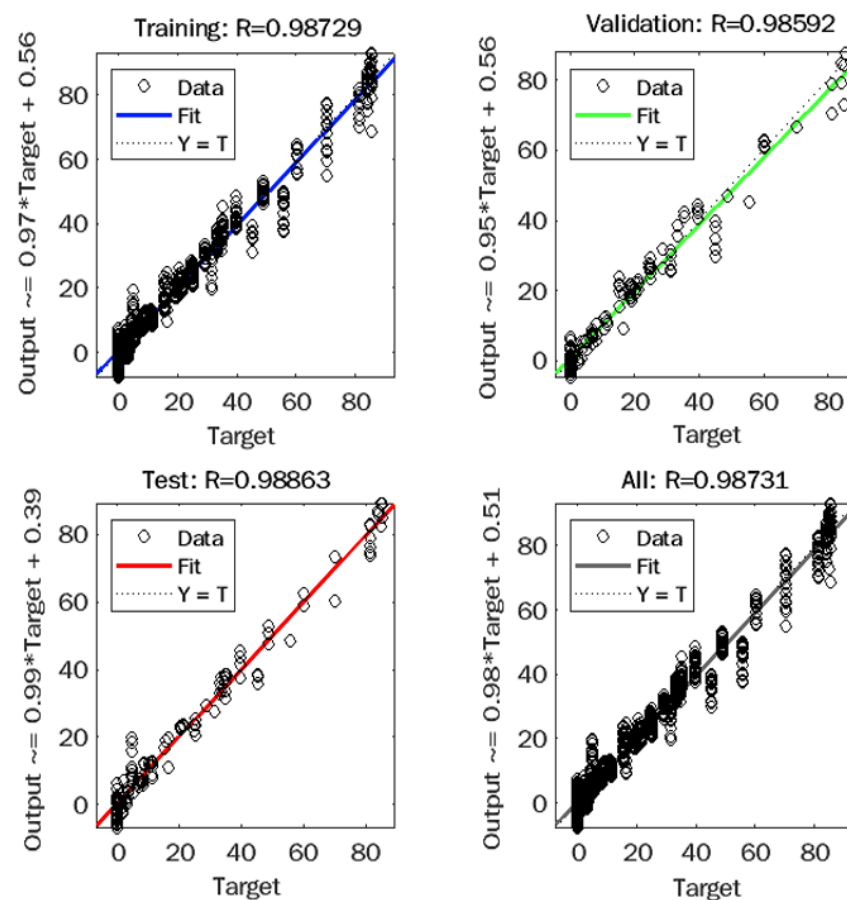 Training: R=0.98729
Output ~= 0.97*Target + 0.56
80
60
40
20
0
Data
Fit
Y = T
0 20 40 60 80
Target
Validation: R=0.98592
Output ~= 0.95*Target + 0.56
80
60
40
20
0
Data
Fit
Y = T
0 20 40 60 80
Target
Test: R=0.98863
Output ~= 0.99*Target + 0.39
80
60
40
20
0
Data
Fit
Y = T
0 20 40 60 80
Target
All: R=0.98731
Output ~= 0.98*Target + 0.51
80
60
40
20
0
Data
Fit
Y = T
0 20 40 60 80
Target